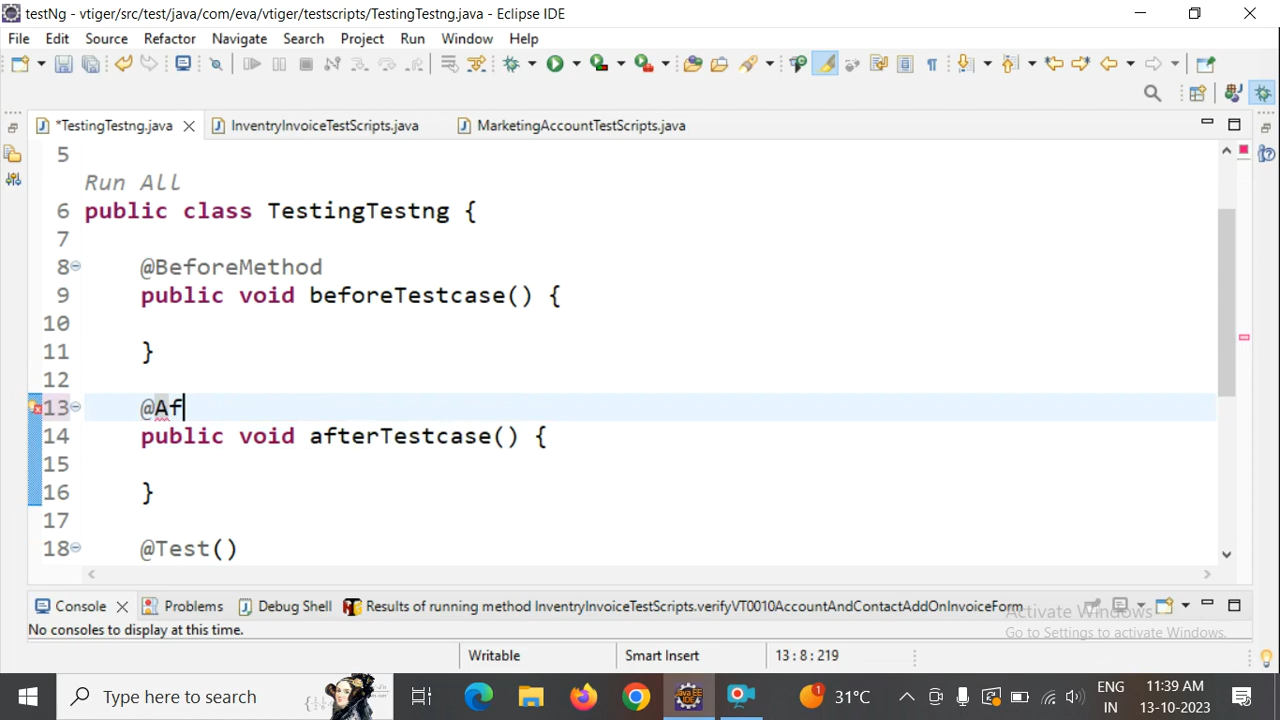 testNg - vtiger/src/test/java/com/eva/vtiger/testscripts/TestingTestng.java - Eclipse IDE
File Edit Source Refactor Navigate Search Project Run Window Help
*TestingTestng.java InventryInvoiceTestScripts.java MarketingAccountTestScripts.java
5
Run All
6 public class TestingTestng {
7
8 @BeforeMethod
9 public void beforeTestcase() {
10
11 }
12
13 @Af
14 public void afterTestcase() {
15
16 }
17
18 @Test()
Console Problems Debug Shell Results of running method InventryInvoiceTestScripts.verifyVT0010AccountAndContactAddOnInvoiceForm
Activate Windows
No consoles to display at this time.
Go to Settings to activate Windows.
Writable Smart Insert 13 : 8 : 219
Type here to search 1 31°C ENG IN 11:39 AM 13-10-2023